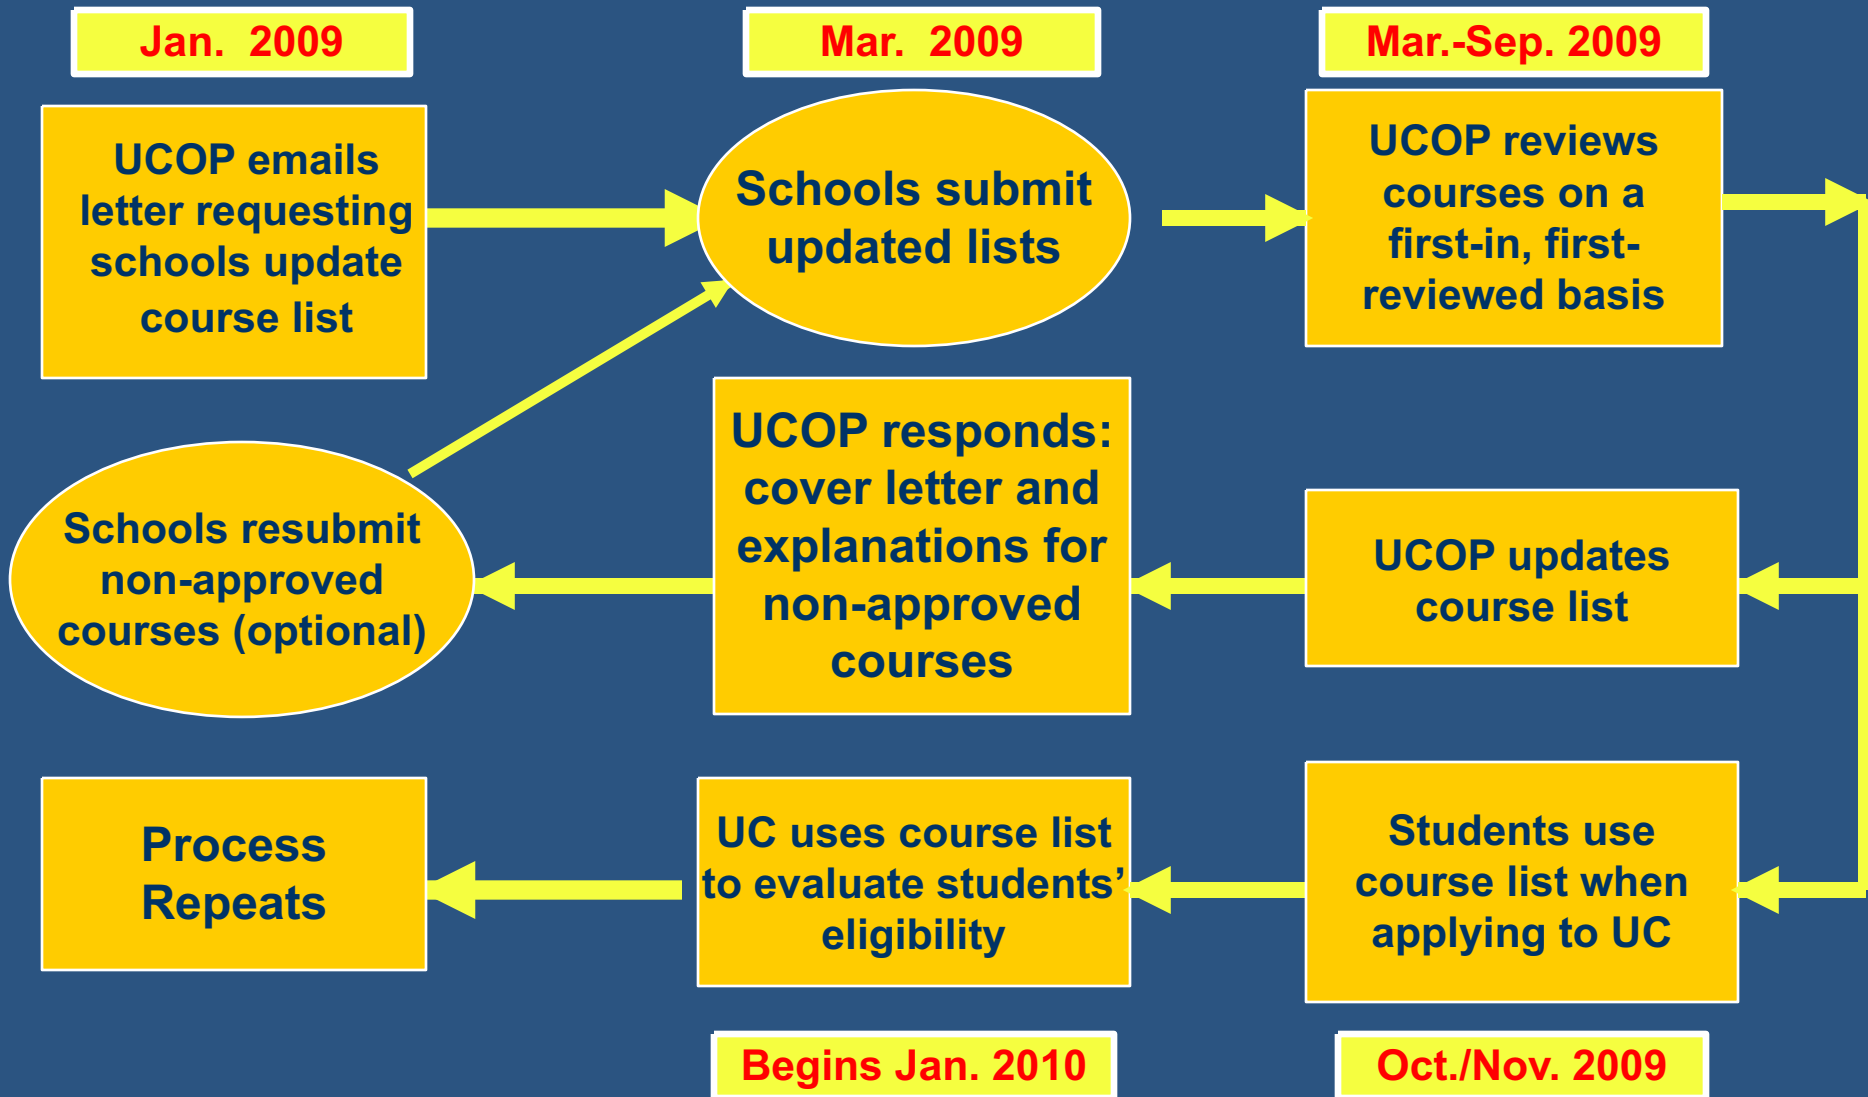 Jan. 2009
Mar. 2009
Mar.-Sep. 2009
UCOP emails
letter requesting
schools update
course list
Schools submit
updated lists
UCOP reviews
courses on a
first-in, first-
reviewed basis
Schools resubmit
non-approved
courses (optional)
UCOP responds:
cover letter and
explanations for
non-approved
courses
UCOP updates
course list
Process
Repeats
UC uses course list
to evaluate students’
eligibility
Students use
course list when
applying to UC
Begins Jan. 2010
Oct./Nov. 2009